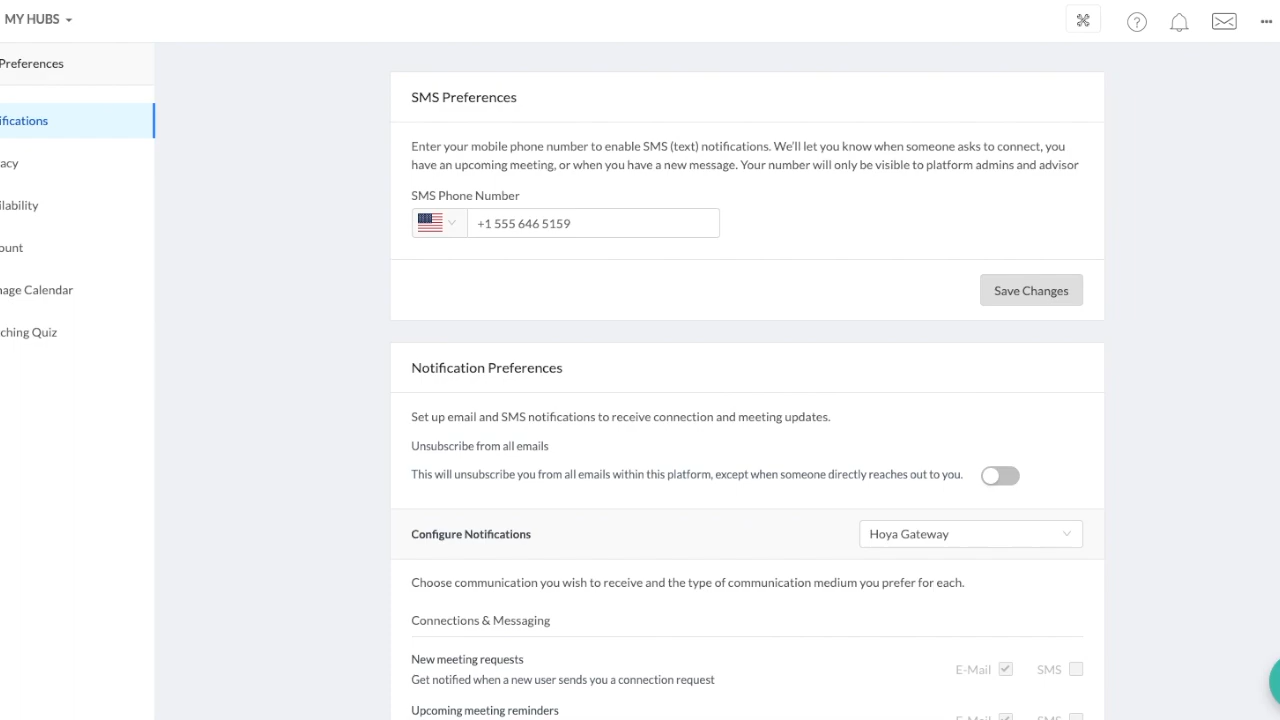 MY HUBS
Preferences
ifications
acy
ilability
ount
nage Calendar
ching Quiz
SMS Preferences
Enter your mobile phone number to enable SMS (text) notifications. We'll let you know when someone asks to connect, you
have an upcoming meeting, or when you have a new message. Your number will only be visible to platform admins and advisor
SMS Phone Number
+1 555 646 5159
Save Changes
Notification Preferences
Set up email and SMS notifications to receive connection and meeting updates.
Unsubscribe from all emails
This will unsubscribe you from all emails within this platform, except when someone directly reaches out to you.
Configure Notifications
Hoya Gateway
Choose communication you wish to receive and the type of communication medium you prefer for each.
Connections & Messaging
New meeting requests
E-Mail SMS
Get notified when a new user sends you a connection request
Upcoming meeting reminders
E-Mail SMS